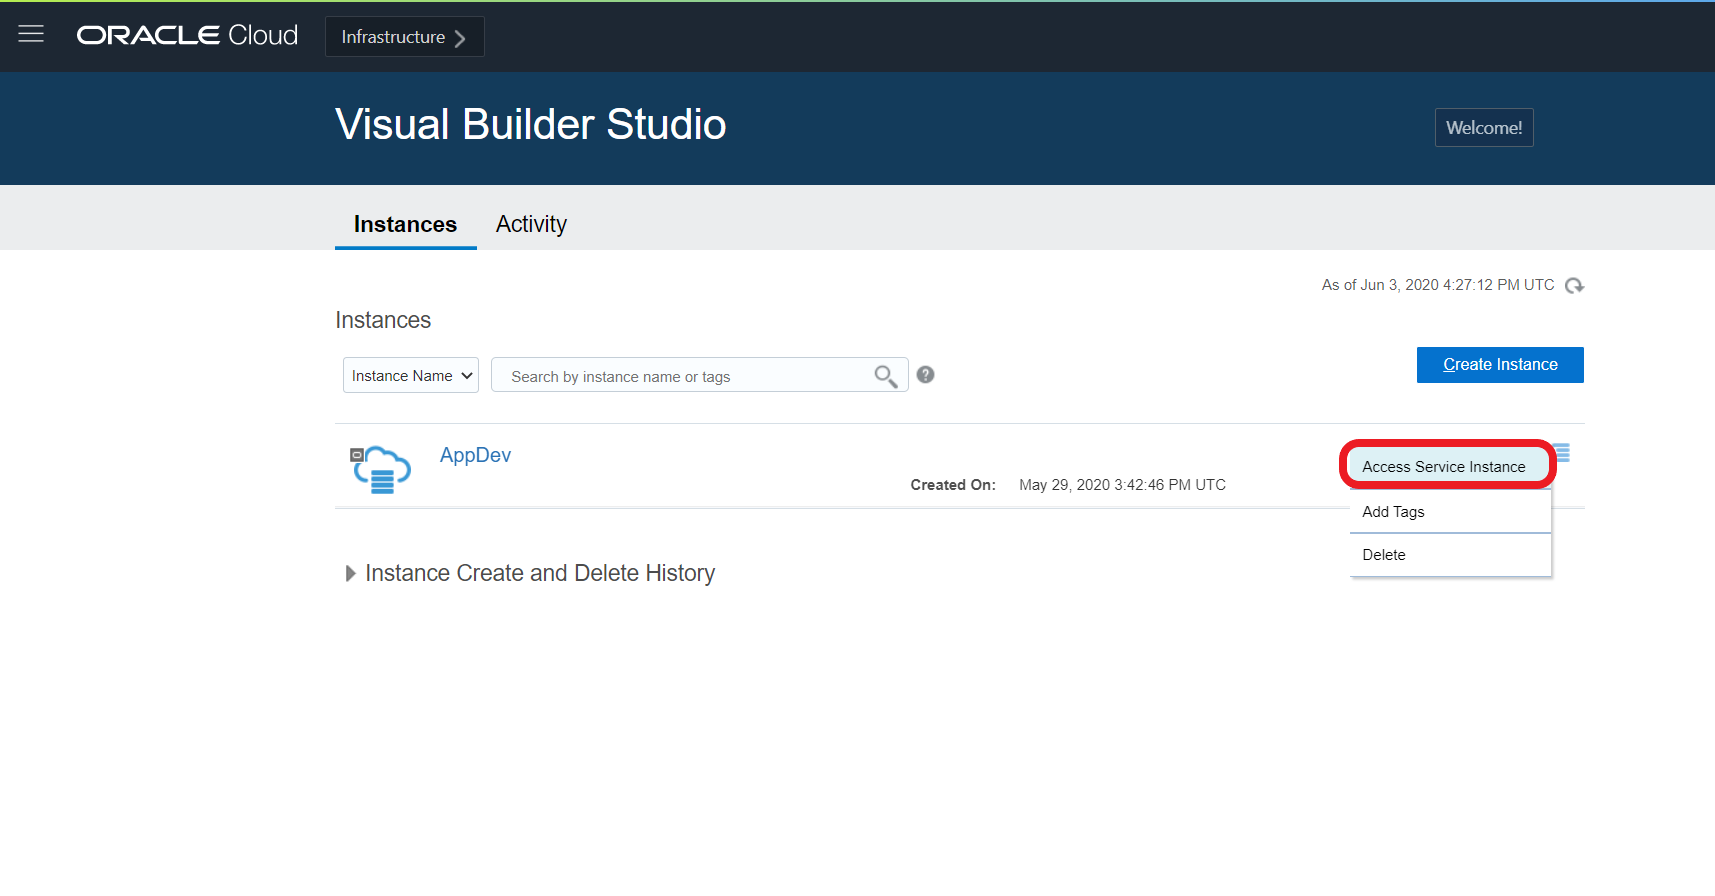 ORACLE Cloud
Infrastructure
Visual Builder Studio
Welcome!
Instances
Activity
As of Jun 3, 2020 4:27:12 PM UTC
Instances
Instance Name
Search by instance name or tags
?
Create Instance
AppDev
Created On: May 29, 2020 3:42:46 PM UTC
Access Service Instance
Add Tags
Delete
Instance Create and Delete History